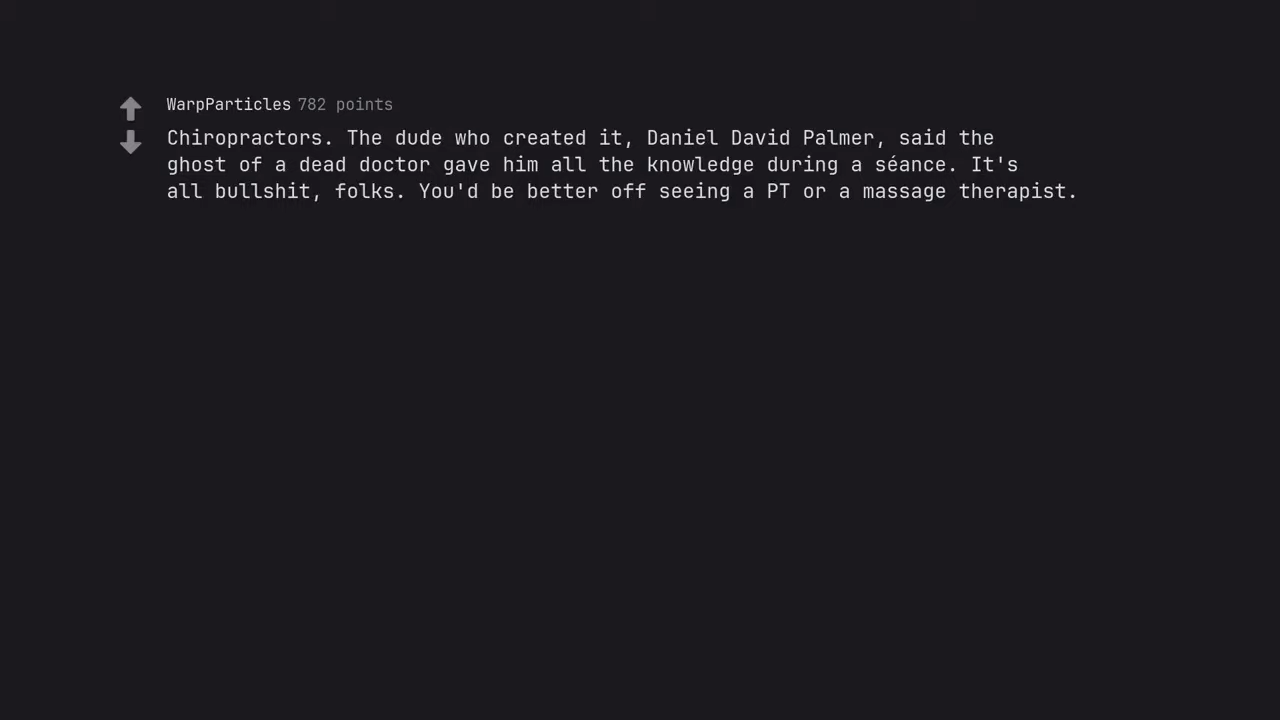 WarpParticles 782 points
Chiropractors. The dude who created it, Daniel David Palmer, said the
ghost of a dead doctor gave him all the knowledge during a séance. It's
all bullshit, folks. You'd be better off seeing a PT or a massage therapist.